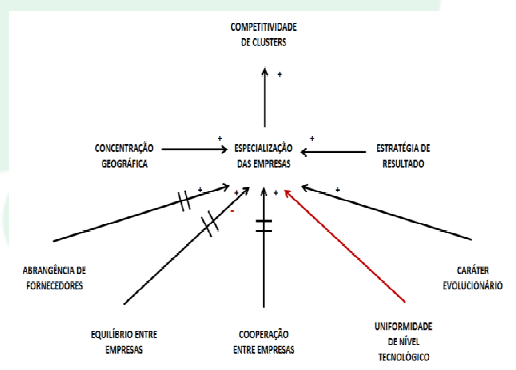 COMPETITIVIDADE
DE CLUSTERS
+
CONCENTRAÇÃO
GEOGRÁFICA
+
ESPECIALIZAÇÃO
DAS EMPRESAS
+
ESTRATÉGIA DE
RESULTADO
+
+
-
+
+
ABRANGÊNCIA DE
FORNECEDORES
CARÁTER
EVOLUCIONÁRIO
EQUILÍBRIO ENTRE
EMPRESAS
COOPERAÇÃO
ENTRE EMPRESAS
UNIFORMIDADE
DE NÍVEL
TECNOLÓGICO